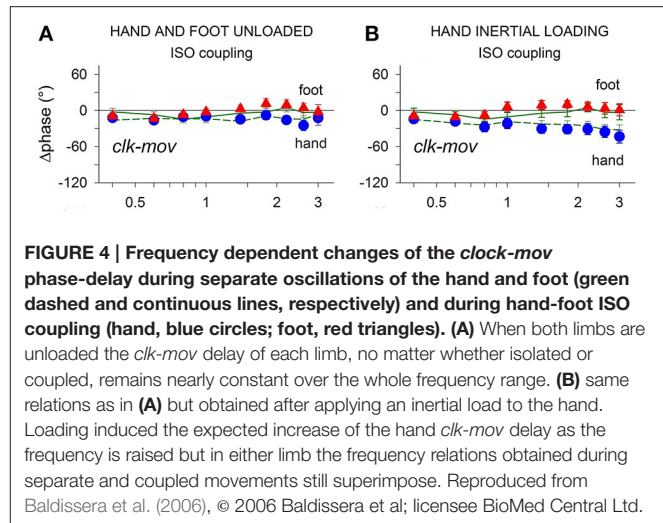 A HAND AND FOOT UNLOADED
ISO coupling
60
0
-60
-120
Δphase (°)
foot
clk-mov
hand
0.5 1 2 3
B HAND INERTIAL LOADING
ISO coupling
60
0
-60
-120
foot
clk-mov
hand
0.5 1 2 3
FIGURE 4 | Frequency dependent changes of the clock-mov
phase-delay during separate oscillations of the hand and foot (green
dashed and continuous lines, respectively) and during hand-foot ISO
coupling (hand, blue circles; foot, red triangles). (A) When both limbs are
unloaded the clk-mov delay of each limb, no matter whether isolated or
coupled, remains nearly constant over the whole frequency range. (B) same
relations as in (A) but obtained after applying an inertial load to the hand.
Loading induced the expected increase of the hand clk-mov delay as the
frequency is raised but in either limb the frequency relations obtained during
separate and coupled movements still superimpose. Reproduced from
Baldissera et al. (2006), © 2006 Baldissera et al; licensee BioMed Central Ltd.